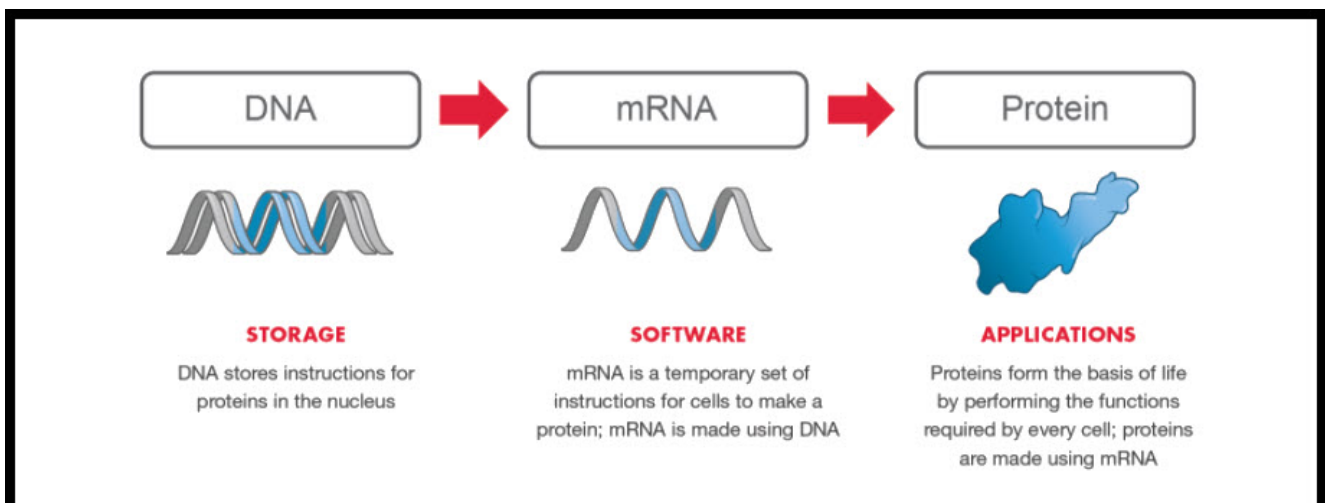 DNA
mRNA
Protein
STORAGE
DNA stores instructions for
proteins in the nucleus
SOFTWARE
mRNA is a temporary set of
instructions for cells to make a
protein; mRNA is made using DNA
APPLICATIONS
Proteins form the basis of life
by performing the functions
required by every cell; proteins
are made using mRNA